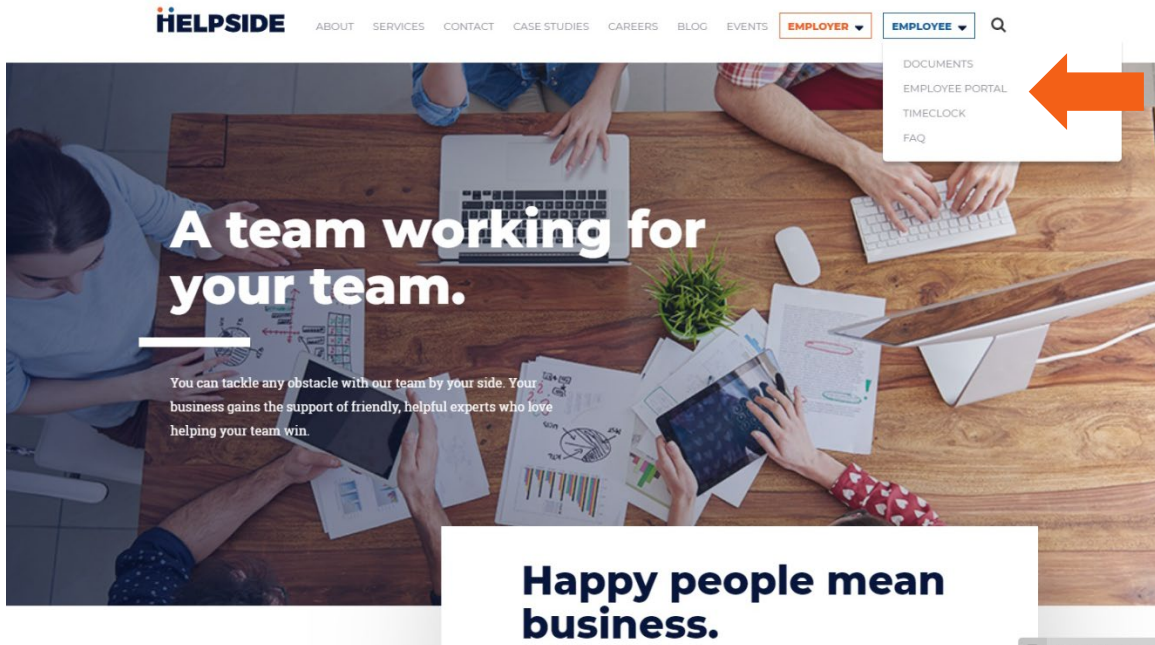 HELPSIDE
ABOUT SERVICES CONTACT CASE STUDIES CAREERS BLOG EVENTS EMPLOYER EMPLOYEE
DOCUMENTS
EMPLOYEE PORTAL
TIMECLOCK
FAQ
A team working for
your team.
You can tackle any obstacle with our team by your side. Your
business gains the support of friendly, helpful experts who love
helping your team win.
Happy people mean
business.